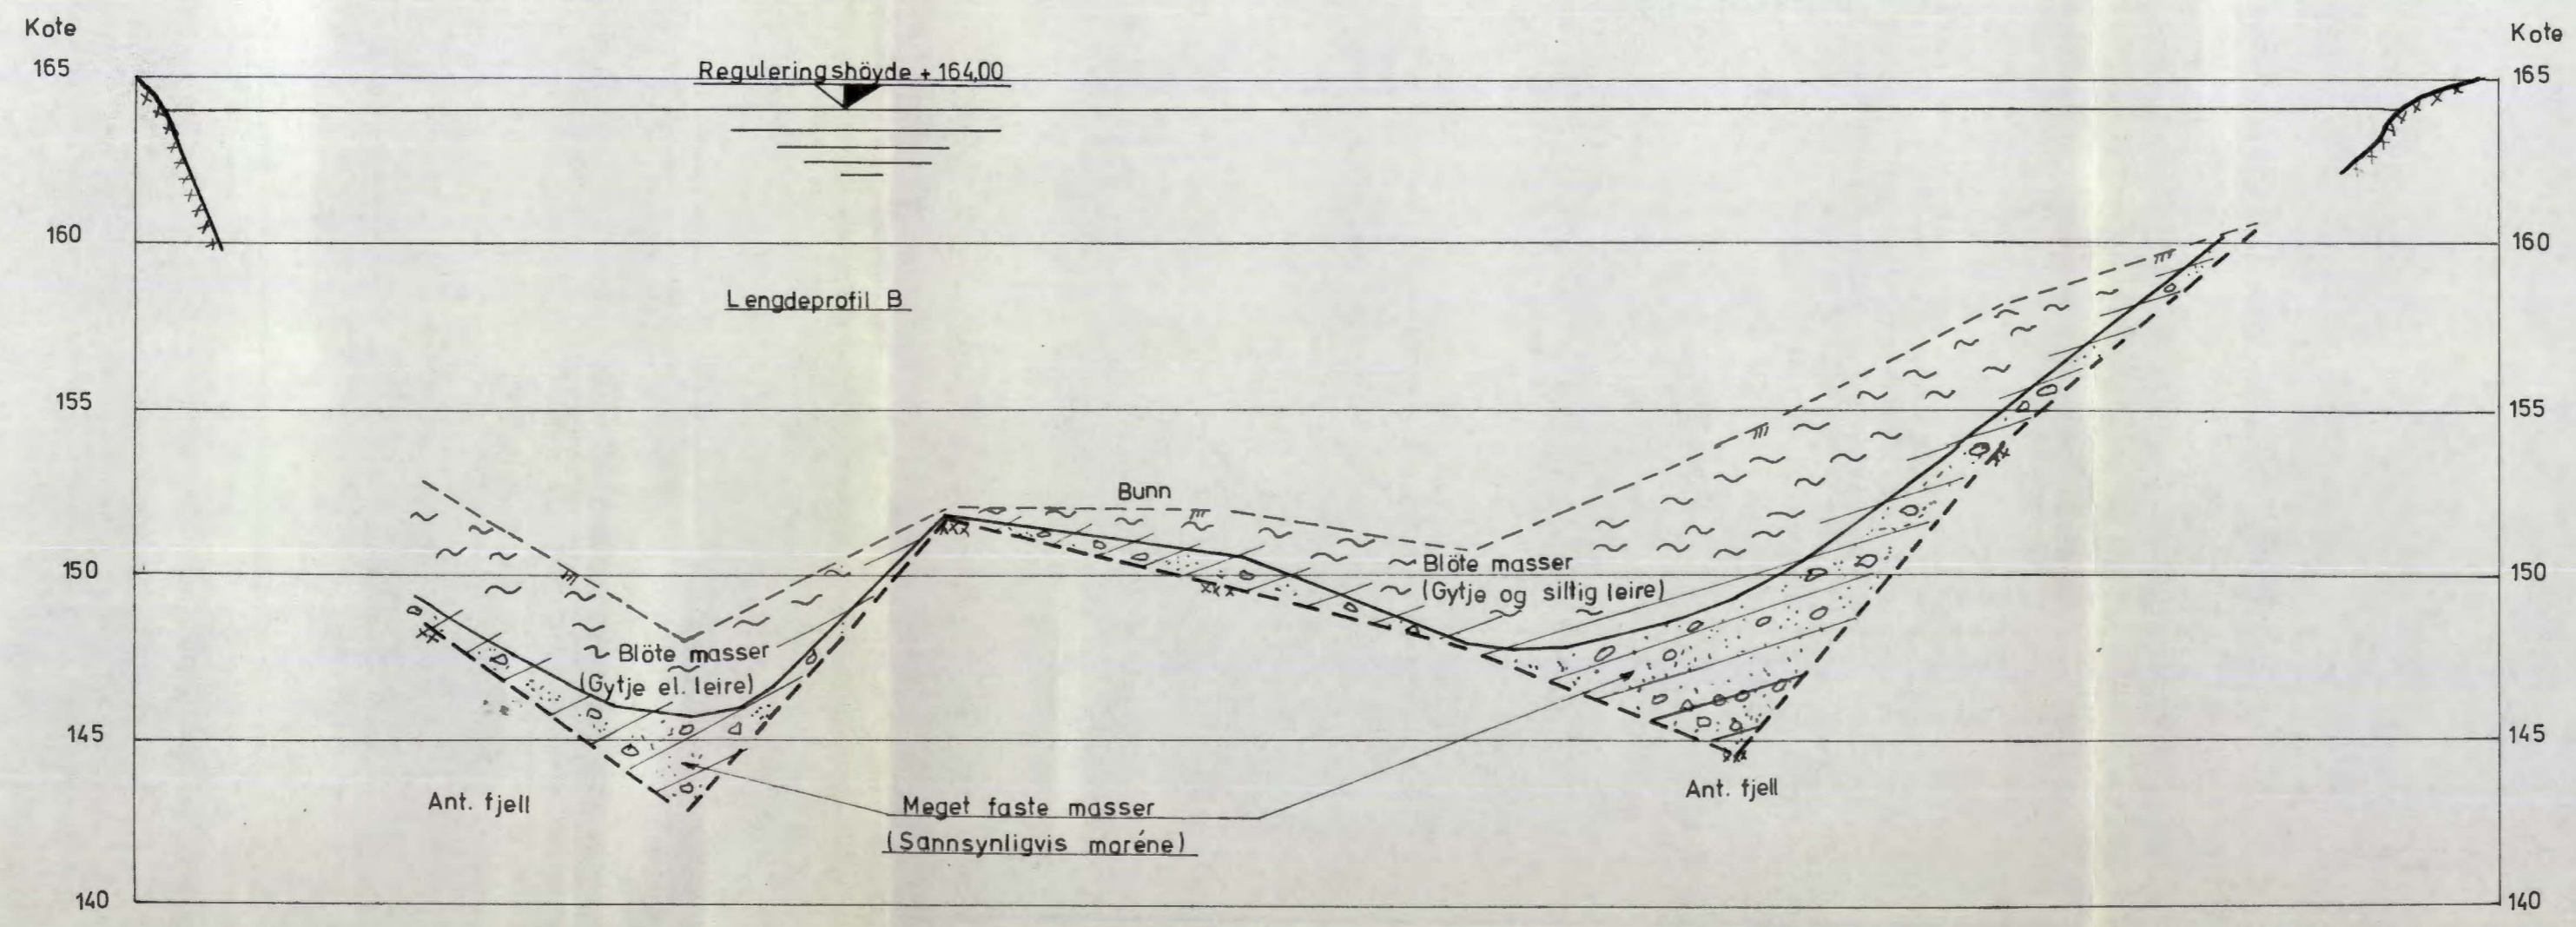 Kote
Kote
165
Reguleringshöyde + 164,00
165
160
160
Lengdeprofil B
155
155
Bunn
150
Blöte masser
150
(Gytje og siltig leire)
Blöte masser
(Gytje el. leire)
145
145
Ant. fjell
Ant. fjell
Meget faste masser
(Sannsynligvis moréne)
140
140